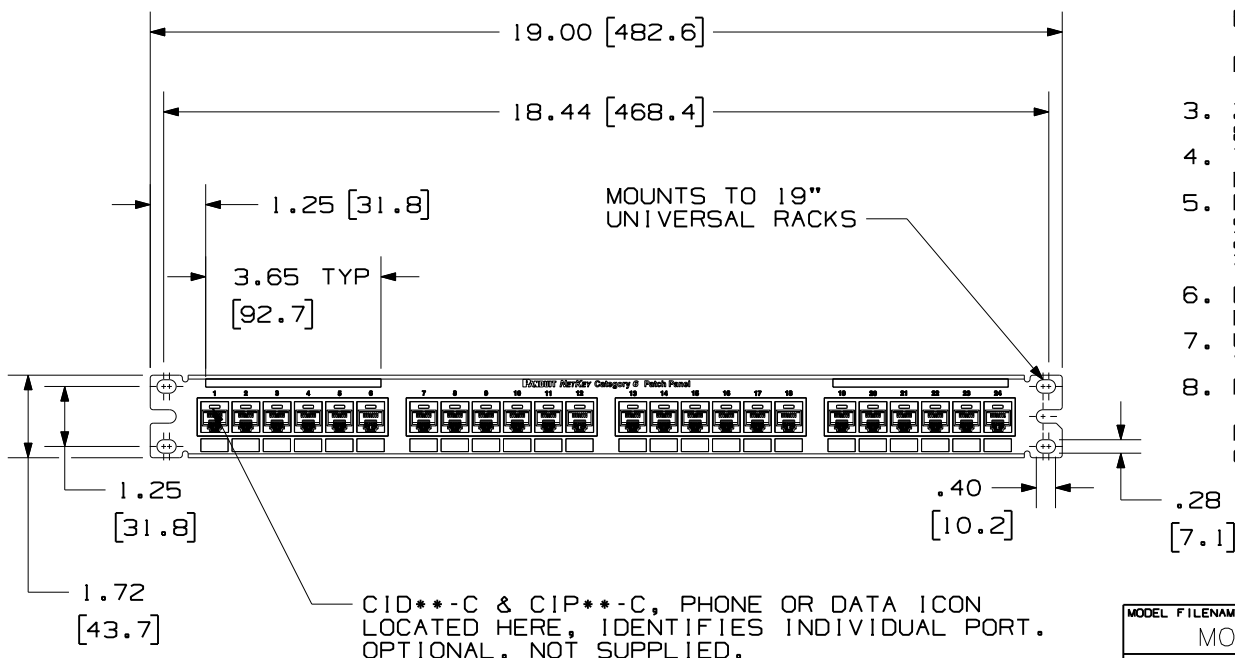 19.00 [482.6]
18.44 [468.4]
1.25 [31.8]
MOUNTS TO 19"
UNIVERSAL RACKS
3.65 TYP
[92.7]
3.
4.
5.
6.
7.
8.
PANDUIT NETKEY Category 6 Patch Panel
1 2 3 4 5 6 7 8 9 10 11 12 13 14 15 16 17 18 19 20 21 22 23 24
1.25
[31.8]
.40
[10.2]
.28
[7.1]
1.72
[43.7]
CID**-C & CIP**-C, PHONE OR DATA ICON
LOCATED HERE, IDENTIFIES INDIVIDUAL PORT.
OPTIONAL. NOT SUPPLIED.
MODEL FILENAM
MO